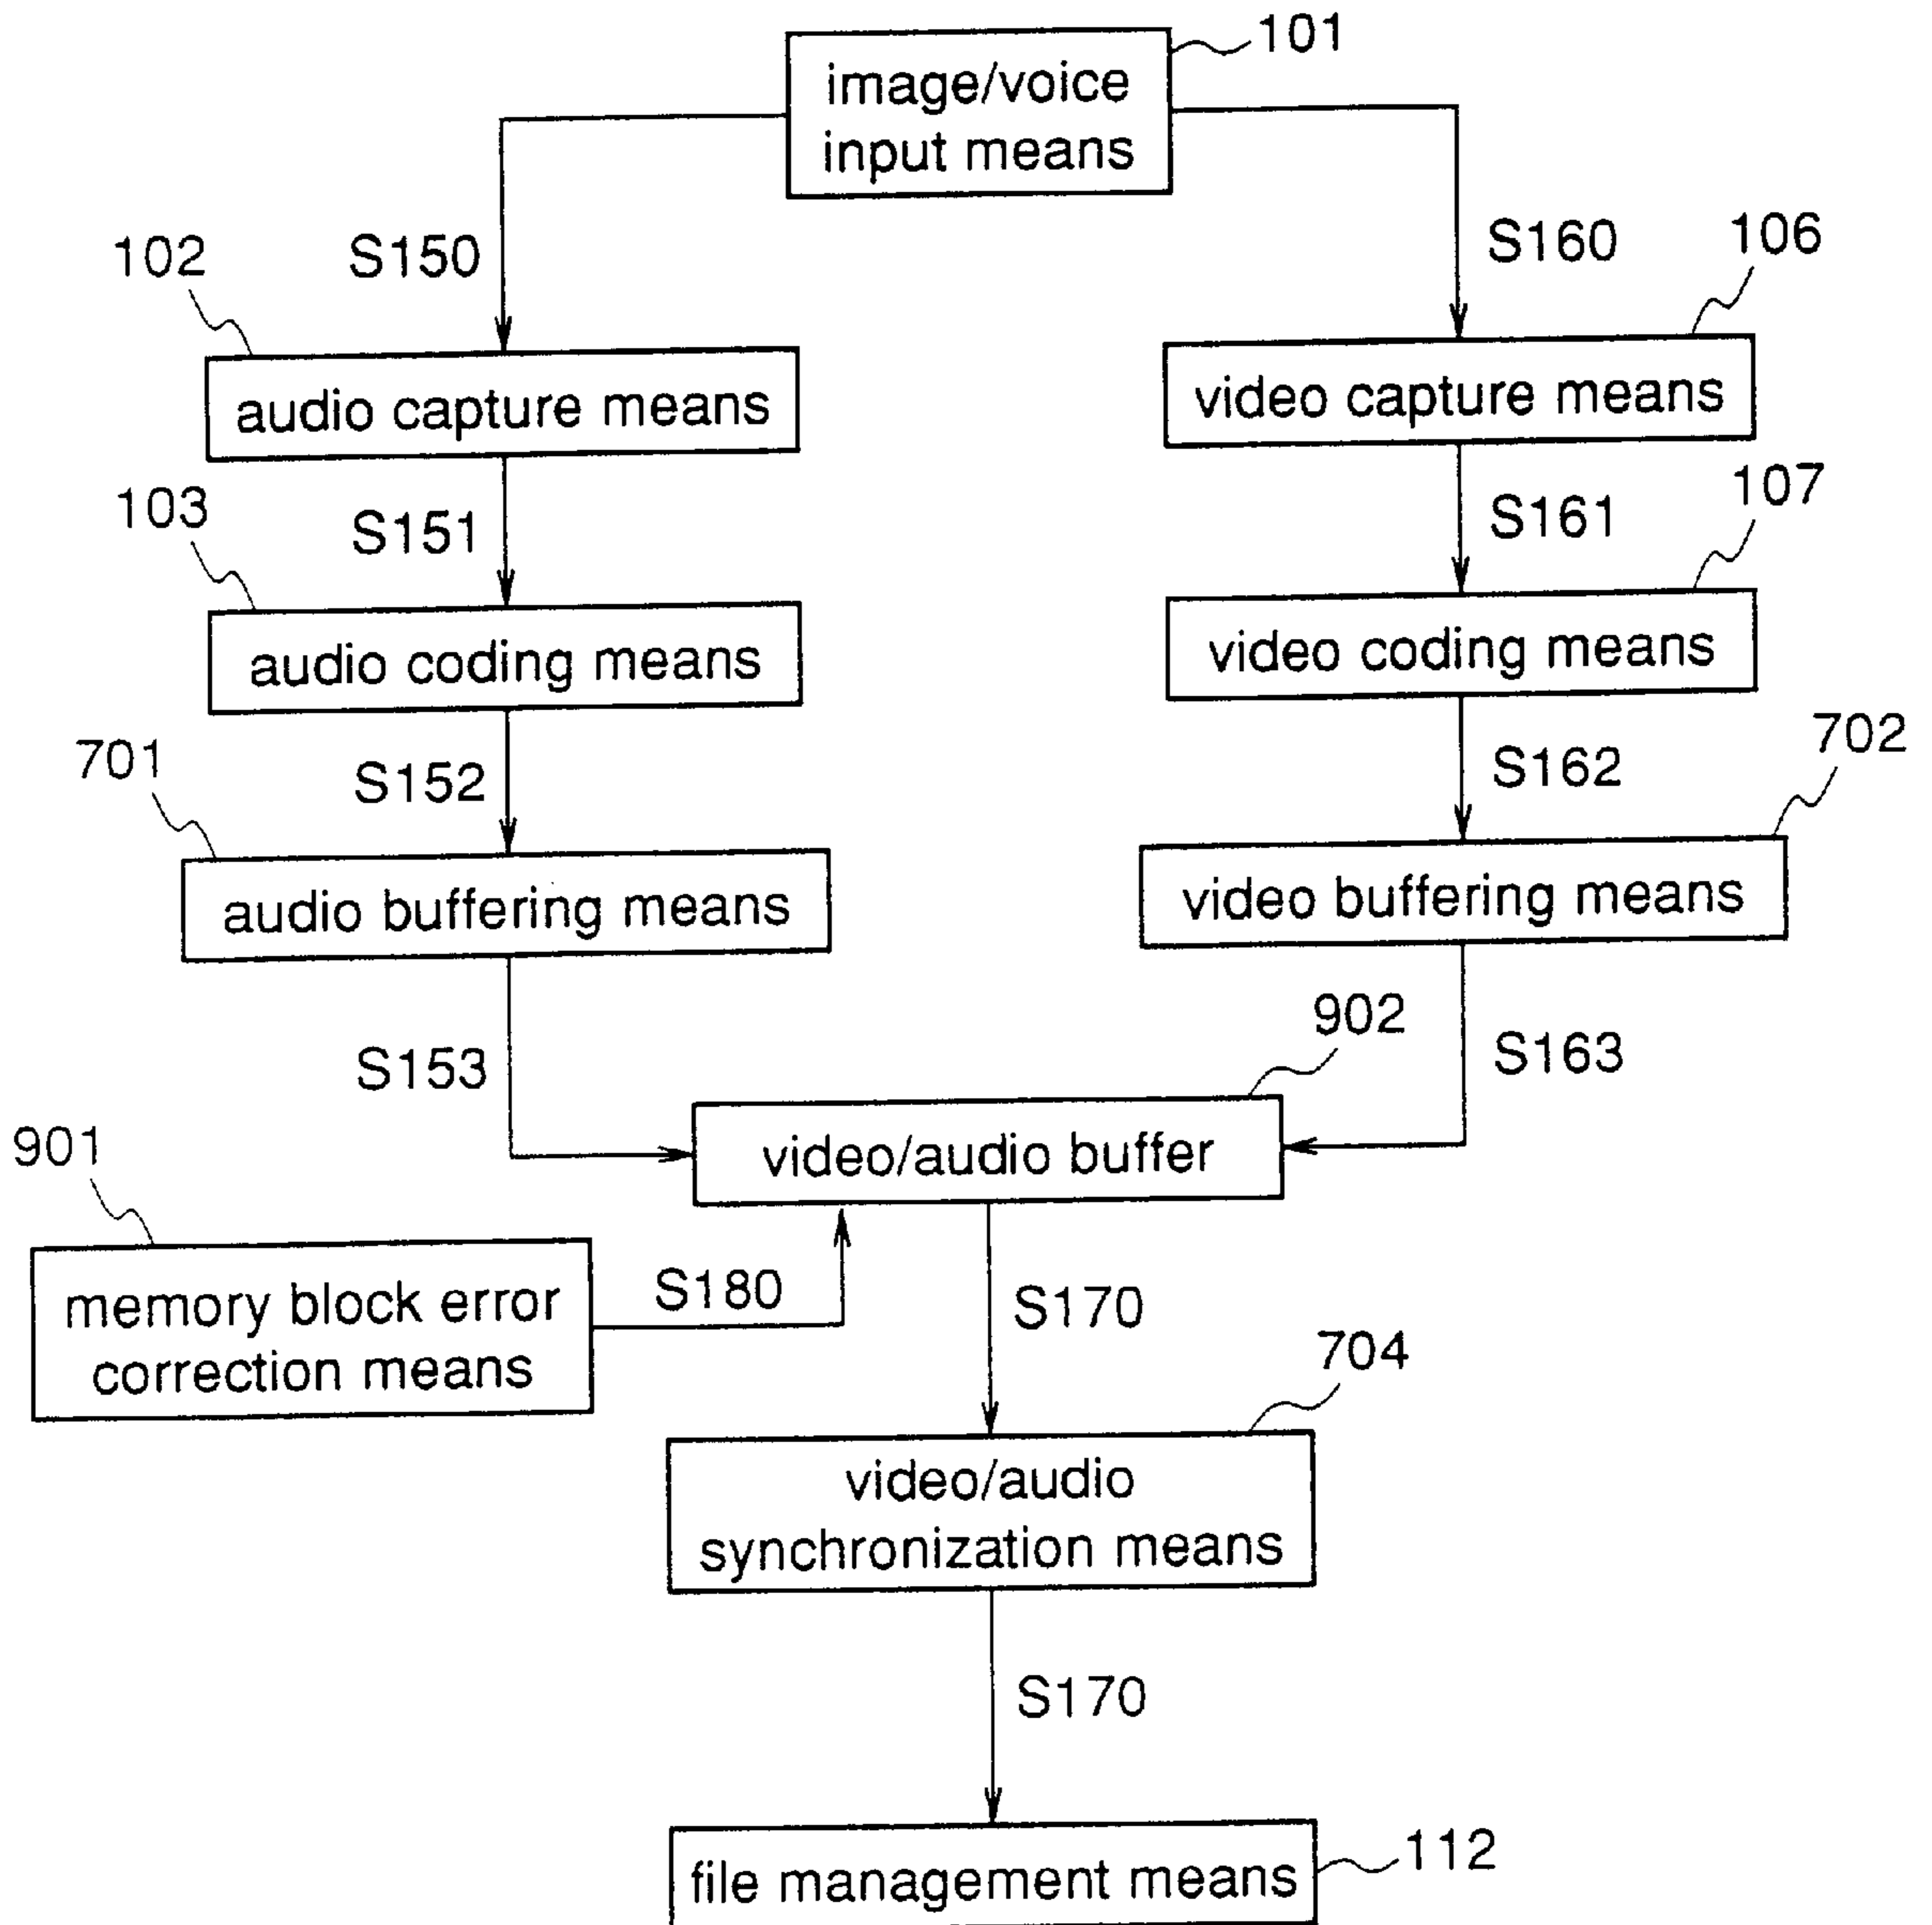 101
image/voice
input means
102
S150
S160
106
audio capture means
video capture means
103
S151
S161
107
audio coding means
video coding means
701
S152
S162
702
audio buffering means
video buffering means
902
S153
S163
901
video/audio buffer
memory block error
correction means
S180
S170
704
video/audio
synchronization means
S170
file management means
112